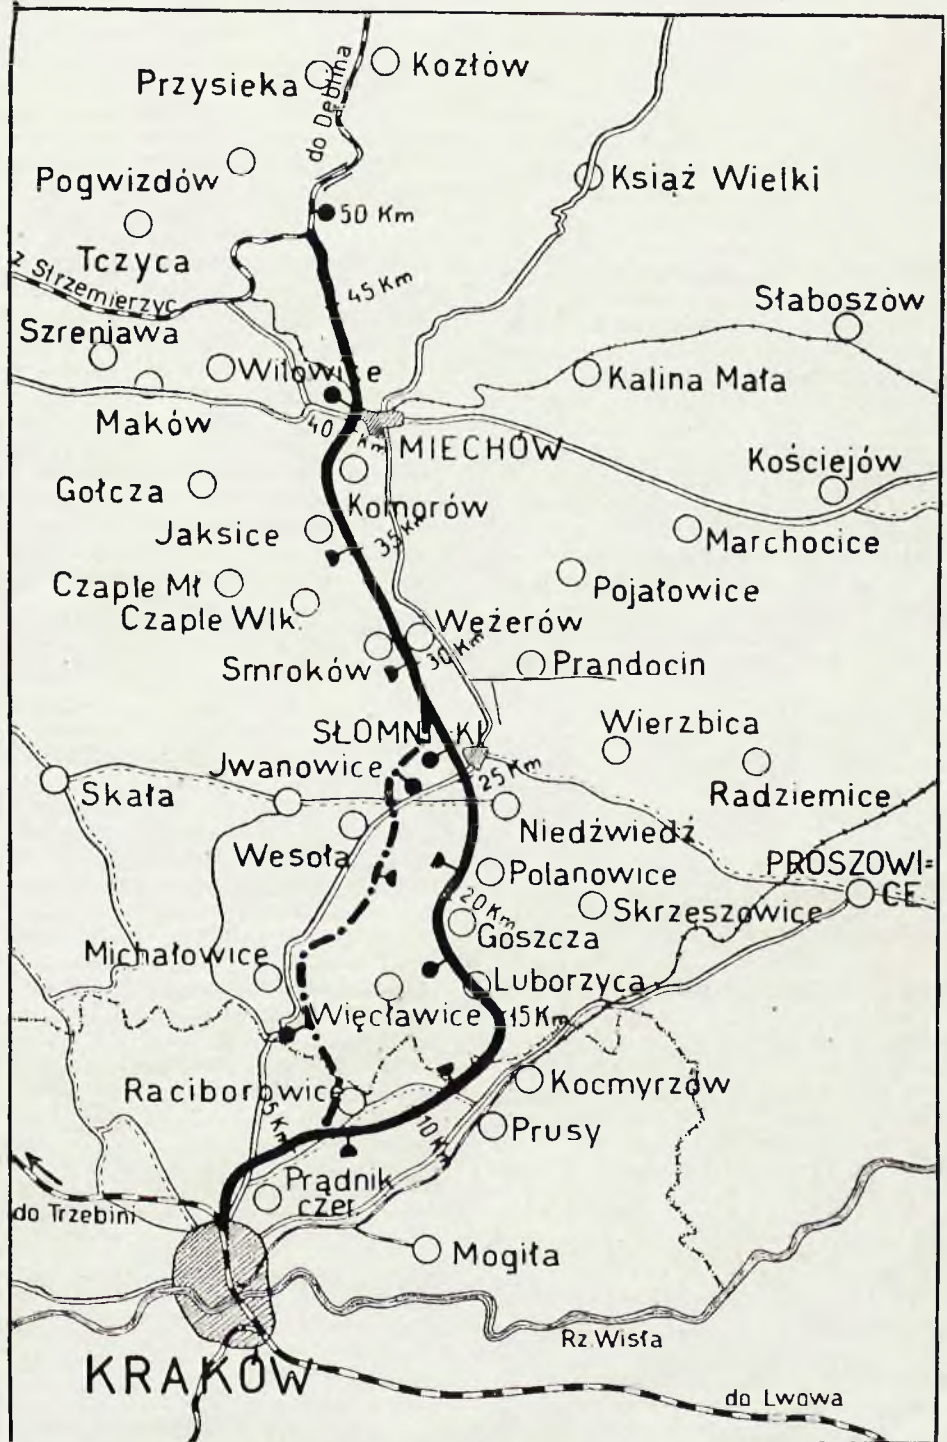 Przysieka
Kozłów
do Dęblina
Pogwizdów
Książ Wielki
50 Km
Tczyca
z Strzemierzyc
45 Km
Słaboszów
Szreniawa
Wilowice
Kalina Mała
Maków
40 Km
MIECHÓW
Kościejów
Gołcza
Komorów
Jaksice
35 Km
Marchocice
Czaple Mł
Pojałowice
Czaple Wlk.
Wężerów
30 Km
Smroków
Prandocin
SŁOMNIKI
Wierzbica
Jwanowice
25 Km
Skała
Radziemice
Niedźwiedź
Wesoła
PROSZOWI=
CE
Polanowice
20 Km
Skrzęszowice
Goszcza
Michałowice
Luborzyca
Więcławice
15 Km
Raciborowice
Kocmyrzów
5 Km
10 Km
Prusy
Prądnik
czer.
do Trzebini
Mogiła
Rz. Wisła
KRAKÓW
do Lwowa